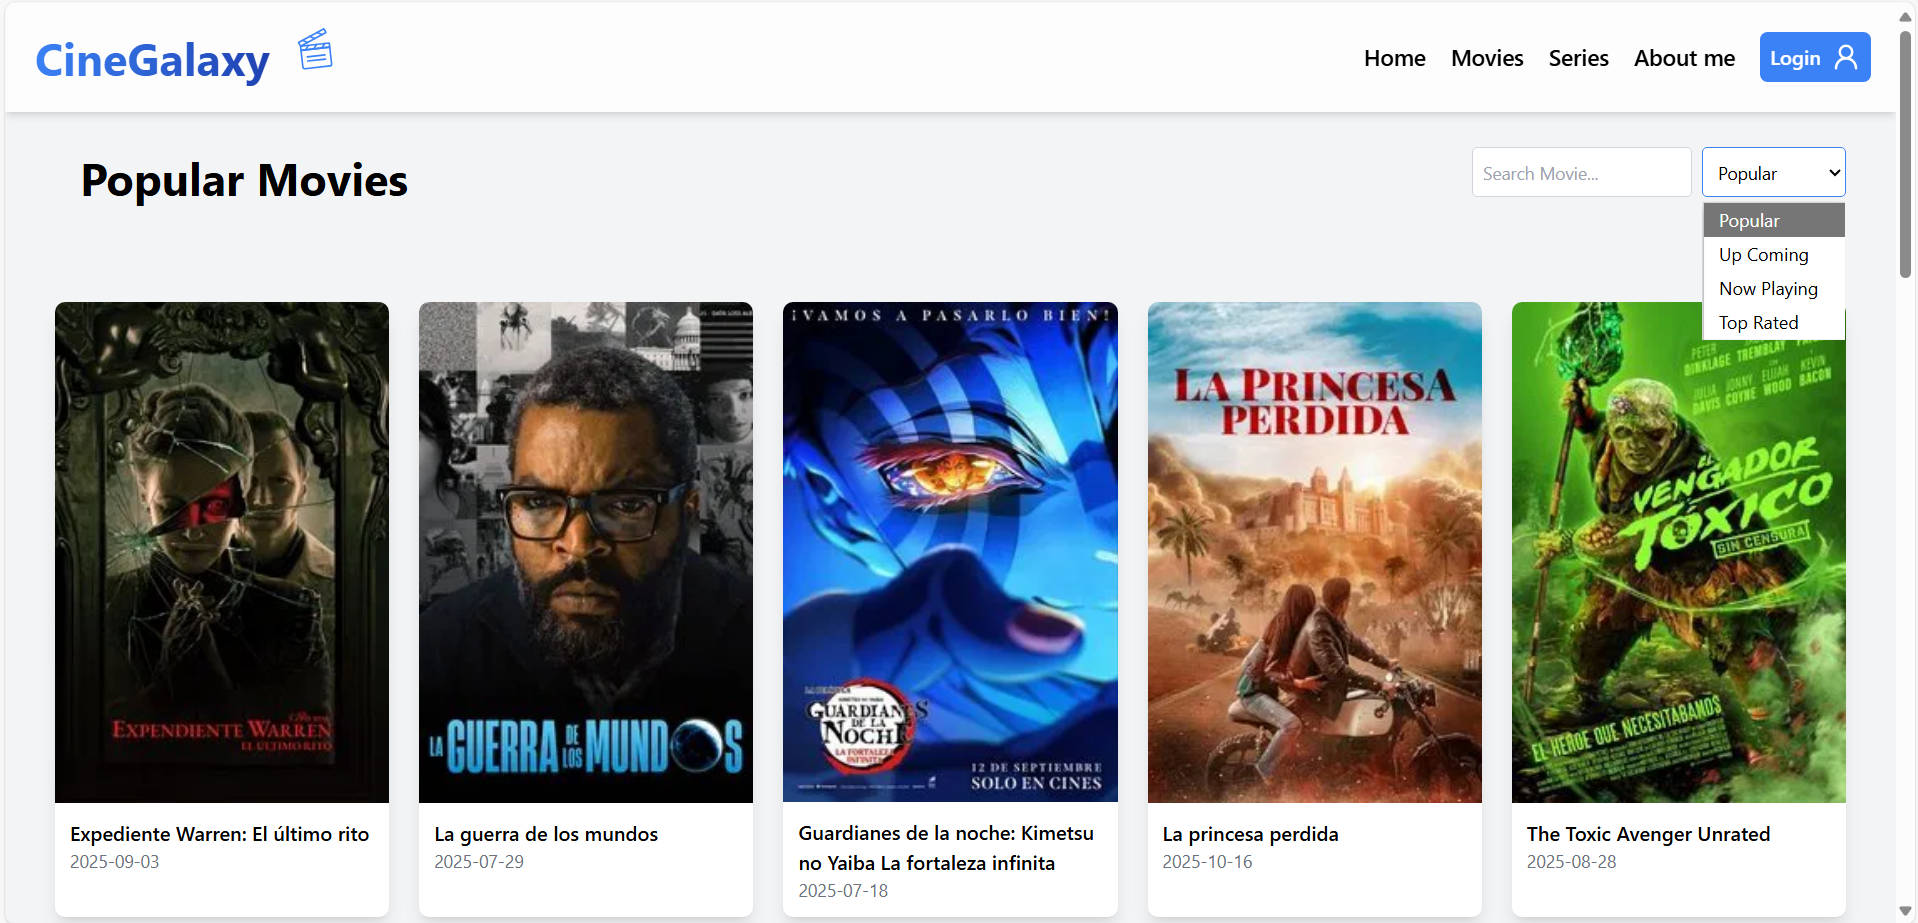 CineGalaxy
Home Movies Series About me Login
Popular Movies
Search Movie...
Popular
Popular
Up Coming
Now Playing
Top Rated
EXPENDIENTE WARREN
EL ÚLTIMO RITO
LA GUERRA DE LOS MUNDOS
¡VAMOS A PASARLO BIEN!
GUARDIANES
DE LA
NOCHE
LA FORTALEZA
INFINITA
12 DE SEPTIEMBRE
SOLO EN CINES
LA PRINCESA
PERDIDA
PETER
DINKLAGE TREMBLAY
JULIA DAVIS JONNY COYNE ELIJAH WOOD KEVIN BACON
EL
VENGADOR
TÓXICO
SIN CENSURA
EL HÉROE QUE NECESITÁBAMOS
Expediente Warren: El último rito
2025-09-03
La guerra de los mundos
2025-07-29
Guardianes de la noche: Kimetsu
no Yaiba La fortaleza infinita
2025-07-18
La princesa perdida
2025-10-16
The Toxic Avenger Unrated
2025-08-28